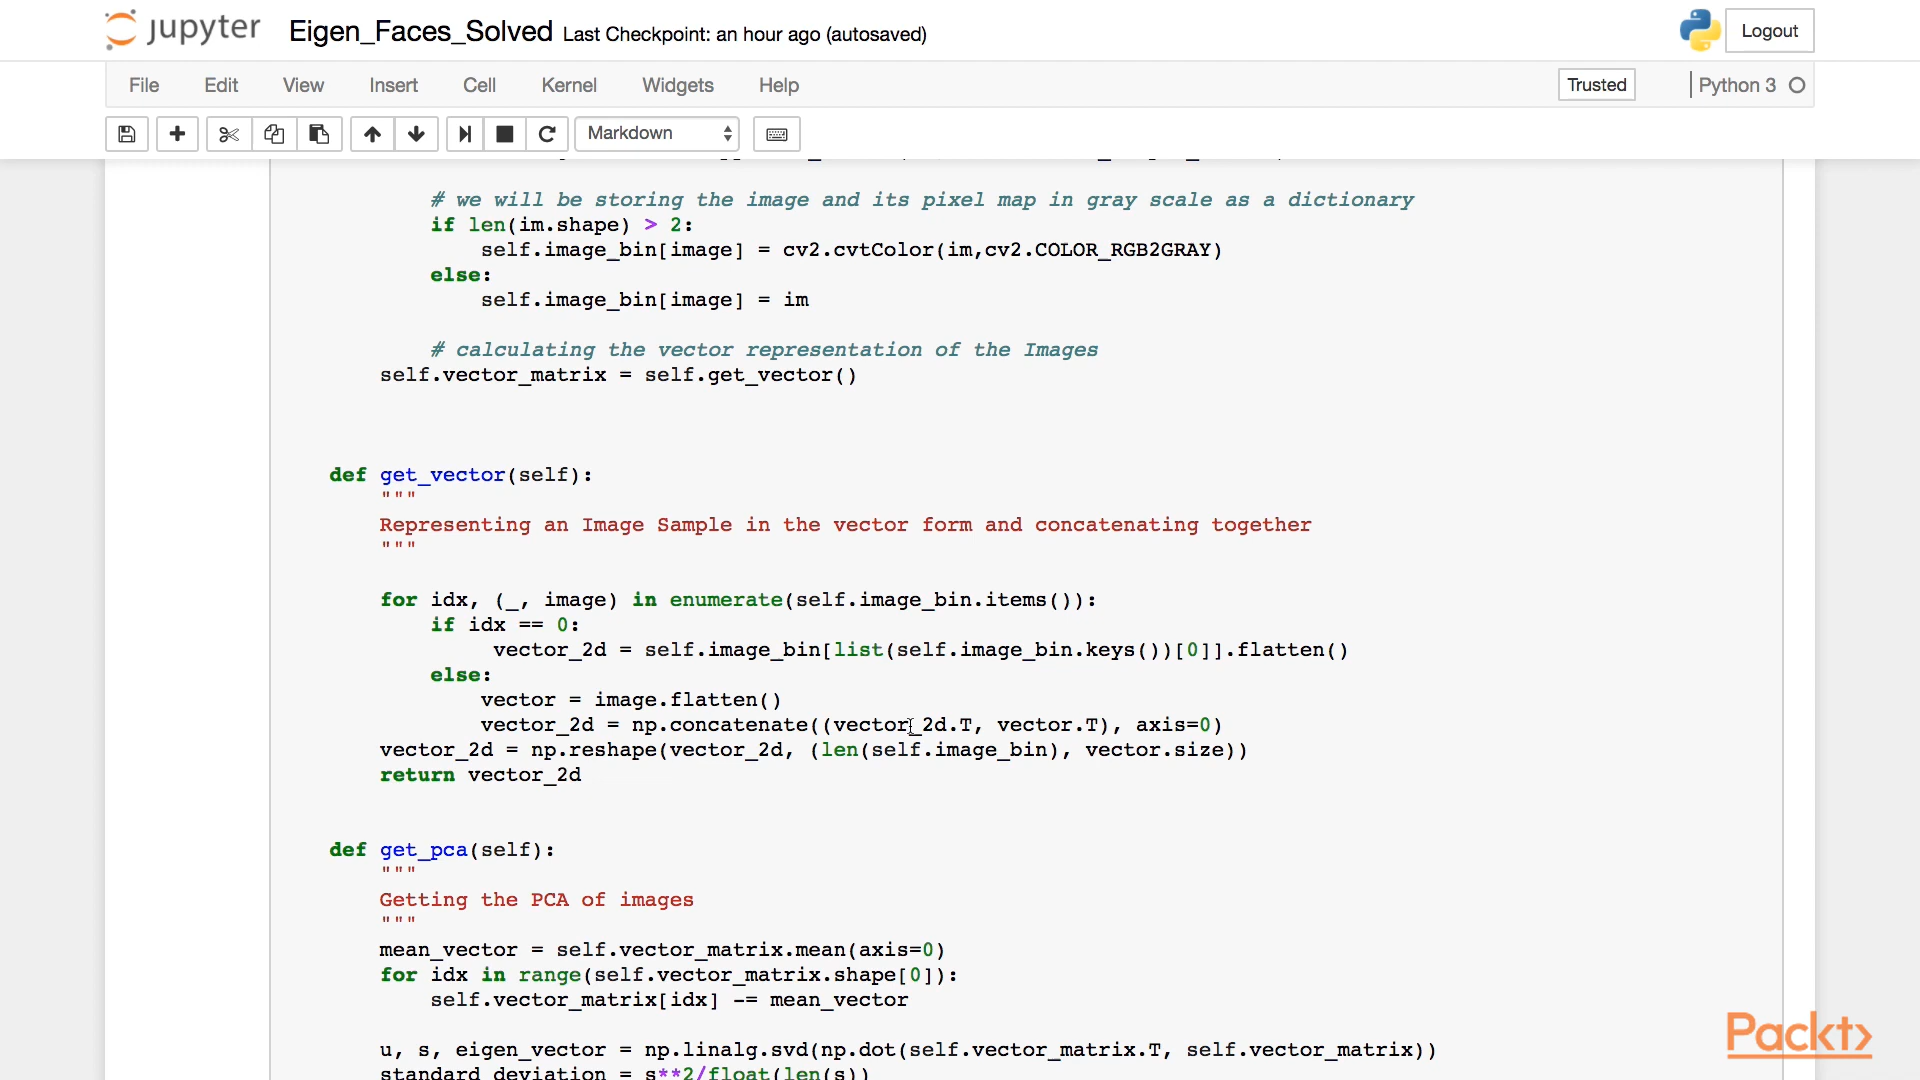 jupyter Eigen_Faces_Solved Last Checkpoint: an hour ago (autosaved) Logout
File Edit View Insert Cell Kernel Widgets Help Trusted Python 3
Markdown
# we will be storing the image and its pixel map in gray scale as a dictionary
if len(im.shape) > 2:
self.image_bin[image] = cv2.cvtColor(im,cv2.COLOR_RGB2GRAY)
else:
self.image_bin[image] = im
# calculating the vector representation of the Images
self.vector_matrix = self.get_vector()
def get_vector(self):
"""
Representing an Image Sample in the vector form and concatenating together
"""
for idx, (_, image) in enumerate(self.image_bin.items()):
if idx == 0:
vector_2d = self.image_bin[list(self.image_bin.keys())[0]].flatten()
else:
vector = image.flatten()
vector_2d = np.concatenate((vector_2d.T, vector.T), axis=0)
vector_2d = np.reshape(vector_2d, (len(self.image_bin), vector.size))
return vector_2d
def get_pca(self):
"""
Getting the PCA of images
"""
mean_vector = self.vector_matrix.mean(axis=0)
for idx in range(self.vector_matrix.shape[0]):
self.vector_matrix[idx] -= mean_vector
u, s, eigen_vector = np.linalg.svd(np.dot(self.vector_matrix.T, self.vector_matrix))
standard_deviation = s**2/float(len(s))
Packt>